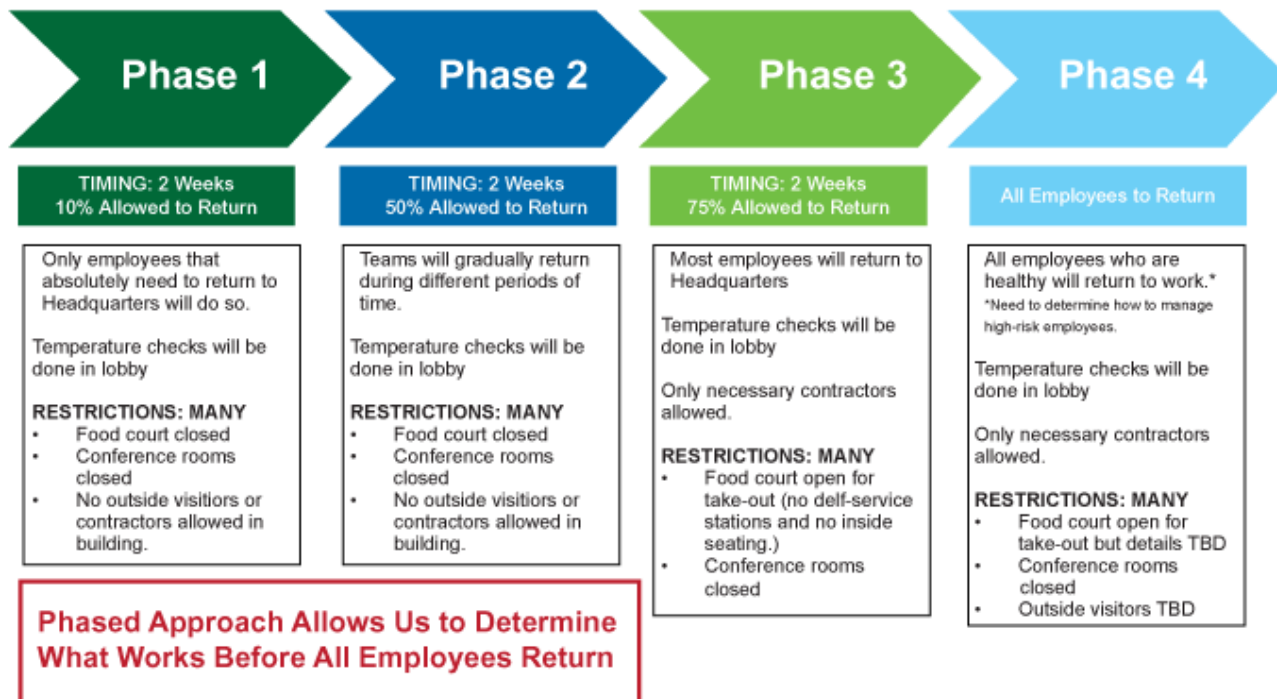 Phase 1
Phase 2
Phase 3
Phase 4
TIMING: 2 Weeks
10% Allowed to Return
TIMING: 2 Weeks
50% Allowed to Return
TIMING: 2 Weeks
75% Allowed to Return
All Employees to Return
Only employees that
absolutely need to return to
Headquarters will do so.
Temperature checks will be
done in lobby
RESTRICTIONS: MANY
• Food court closed
• Conference rooms
closed
• No outside visitiors or
contractors allowed in
building.
Teams will gradually return
during different periods of
time.
Temperature checks will be
done in lobby
RESTRICTIONS: MANY
• Food court closed
• Conference rooms
closed
• No outside visitiors or
contractors allowed in
building.
Most employees will return to
Headquarters
Temperature checks will be
done in lobby
Only necessary contractors
allowed.
RESTRICTIONS: MANY
• Food court open for
take-out (no delf-service
stations and no inside
seating.)
• Conference rooms
closed
All employees who are
healthy will return to work.*
*Need to determine how to manage
high-risk employees.
Temperature checks will be
done in lobby
Only necessary contractors
allowed.
RESTRICTIONS: MANY
• Food court open for
take-out but details TBD
• Conference rooms
closed
• Outside visitors TBD
Phased Approach Allows Us to Determine
What Works Before All Employees Return